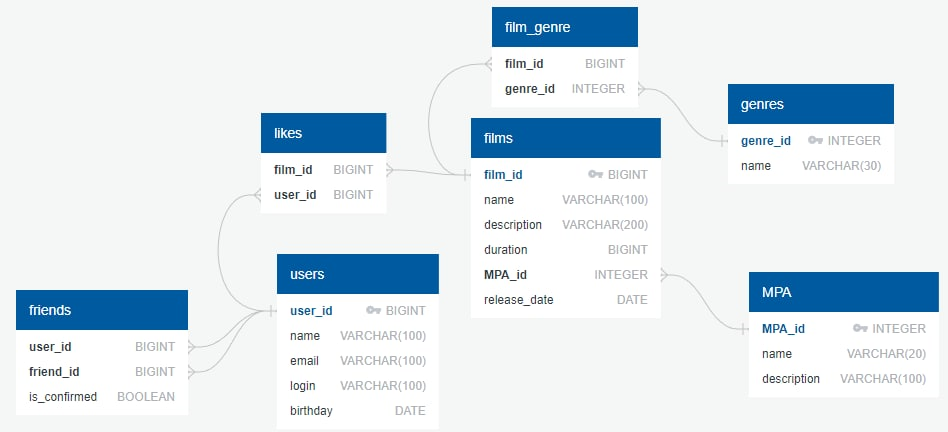 film_genre
film_id BIGINT
genre_id INTEGER
genres
genre_id INTEGER
name VARCHAR(30)
likes
film_id BIGINT
user_id BIGINT
films
film_id BIGINT
name VARCHAR(100)
description VARCHAR(200)
duration BIGINT
MPA_id INTEGER
release_date DATE
users
user_id BIGINT
name VARCHAR(100)
email VARCHAR(100)
login VARCHAR(100)
birthday DATE
friends
user_id BIGINT
friend_id BIGINT
is_confirmed BOOLEAN
MPA
MPA_id INTEGER
name VARCHAR(20)
description VARCHAR(100)